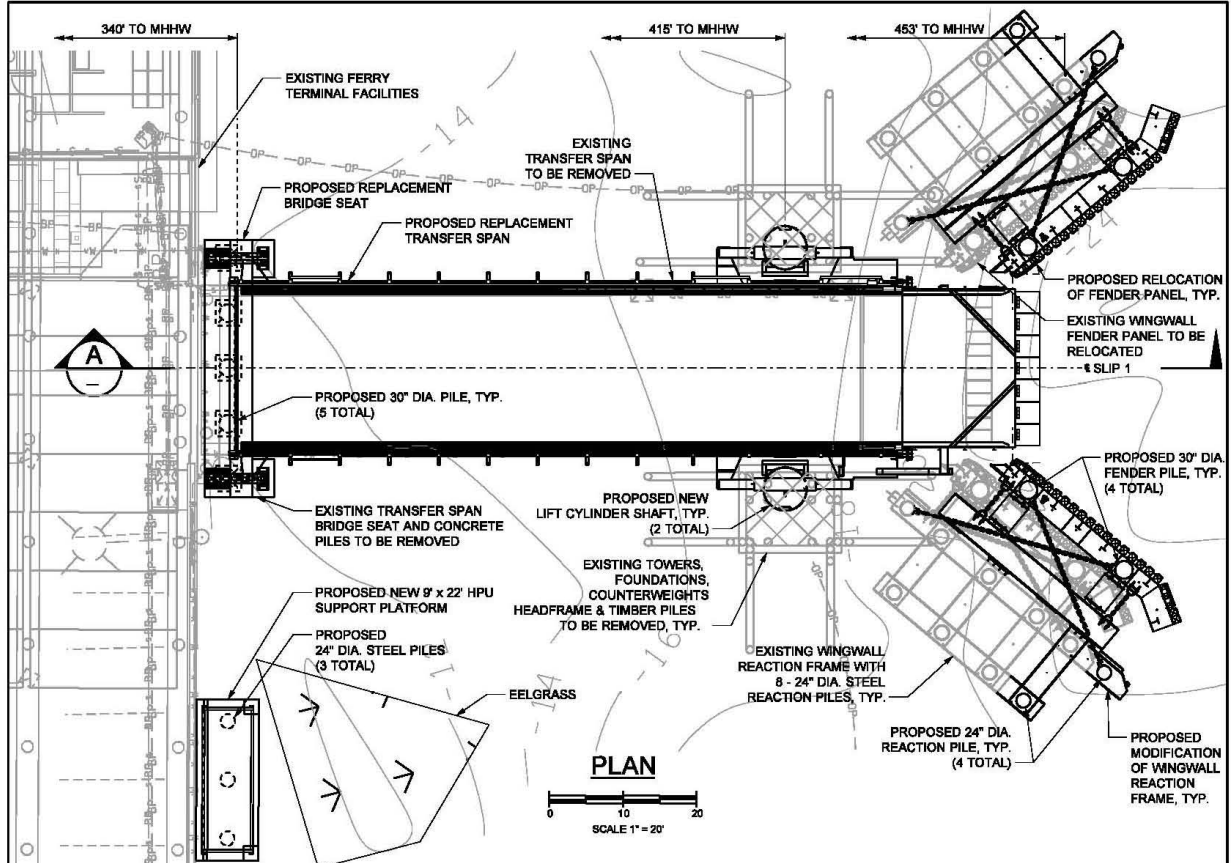 340' TO MHHW
415' TO MHHW
453' TO MHHW
EXISTING FERRY
TERMINAL FACILITIES
PROPOSED REPLACEMENT
BRIDGE SEAT
PROPOSED REPLACEMENT
TRANSFER SPAN
EXISTING
TRANSFER SPAN
TO BE REMOVED
-14
-24
PROPOSED RELOCATION
OF FENDER PANEL, TYP.
EXISTING WINGWALL
FENDER PANEL TO BE
RELOCATED
SLIP 1
A
PROPOSED 30" DIA. PILE, TYP.
(5 TOTAL)
PROPOSED 30" DIA.
FENDER PILE, TYP.
(4 TOTAL)
PROPOSED NEW
LIFT CYLINDER SHAFT, TYP.
(2 TOTAL)
EXISTING TRANSFER SPAN
BRIDGE SEAT AND CONCRETE
PILES TO BE REMOVED
EXISTING TOWERS,
FOUNDATIONS,
COUNTERWEIGHTS
HEADFRAME & TIMBER PILES
TO BE REMOVED, TYP.
PROPOSED NEW 9' x 22' HPU
SUPPORT PLATFORM
PROPOSED
24" DIA. STEEL PILES
(3 TOTAL)
-16
EXISTING WINGWALL
REACTION FRAME WITH
8 - 24" DIA. STEEL
REACTION PILES, TYP.
EELGRASS
-14
PROPOSED 24" DIA.
REACTION PILE, TYP.
(4 TOTAL)
PROPOSED
MODIFICATION
OF WINGWALL
REACTION
FRAME, TYP.
PLAN
0 10 20
SCALE 1" = 20'